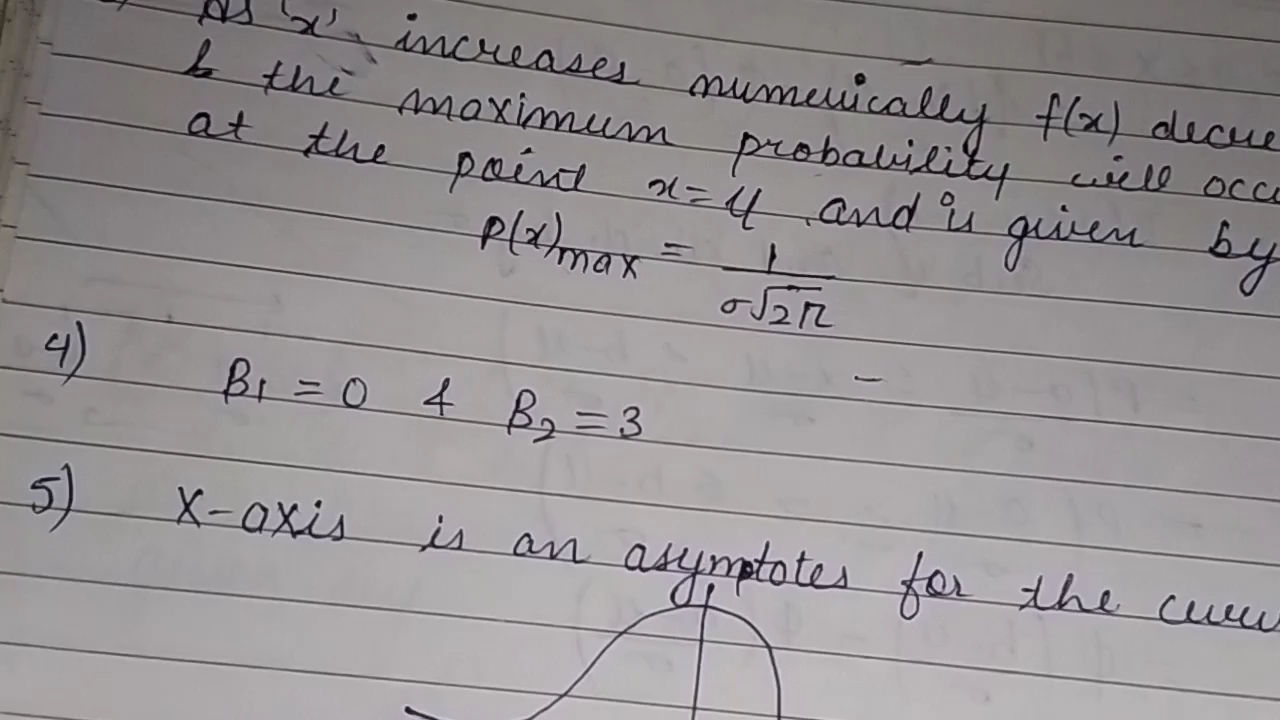 As 'x' increases numerically f(x) decre
& the maximum probability will occu
at the point x=μ and is given by
P(x)max = 1/σ√2π
4) β1 = 0 & β2 = 3
5) X-axis is an asymptotes for the curv